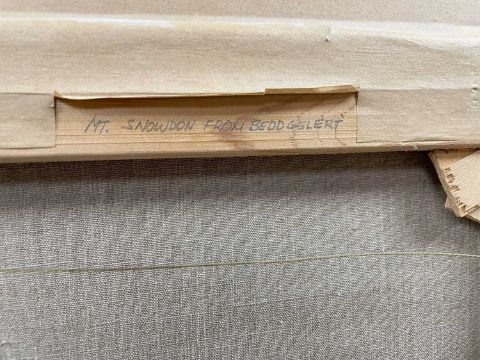 MT. SNOWDON FROM BEDDGELERT